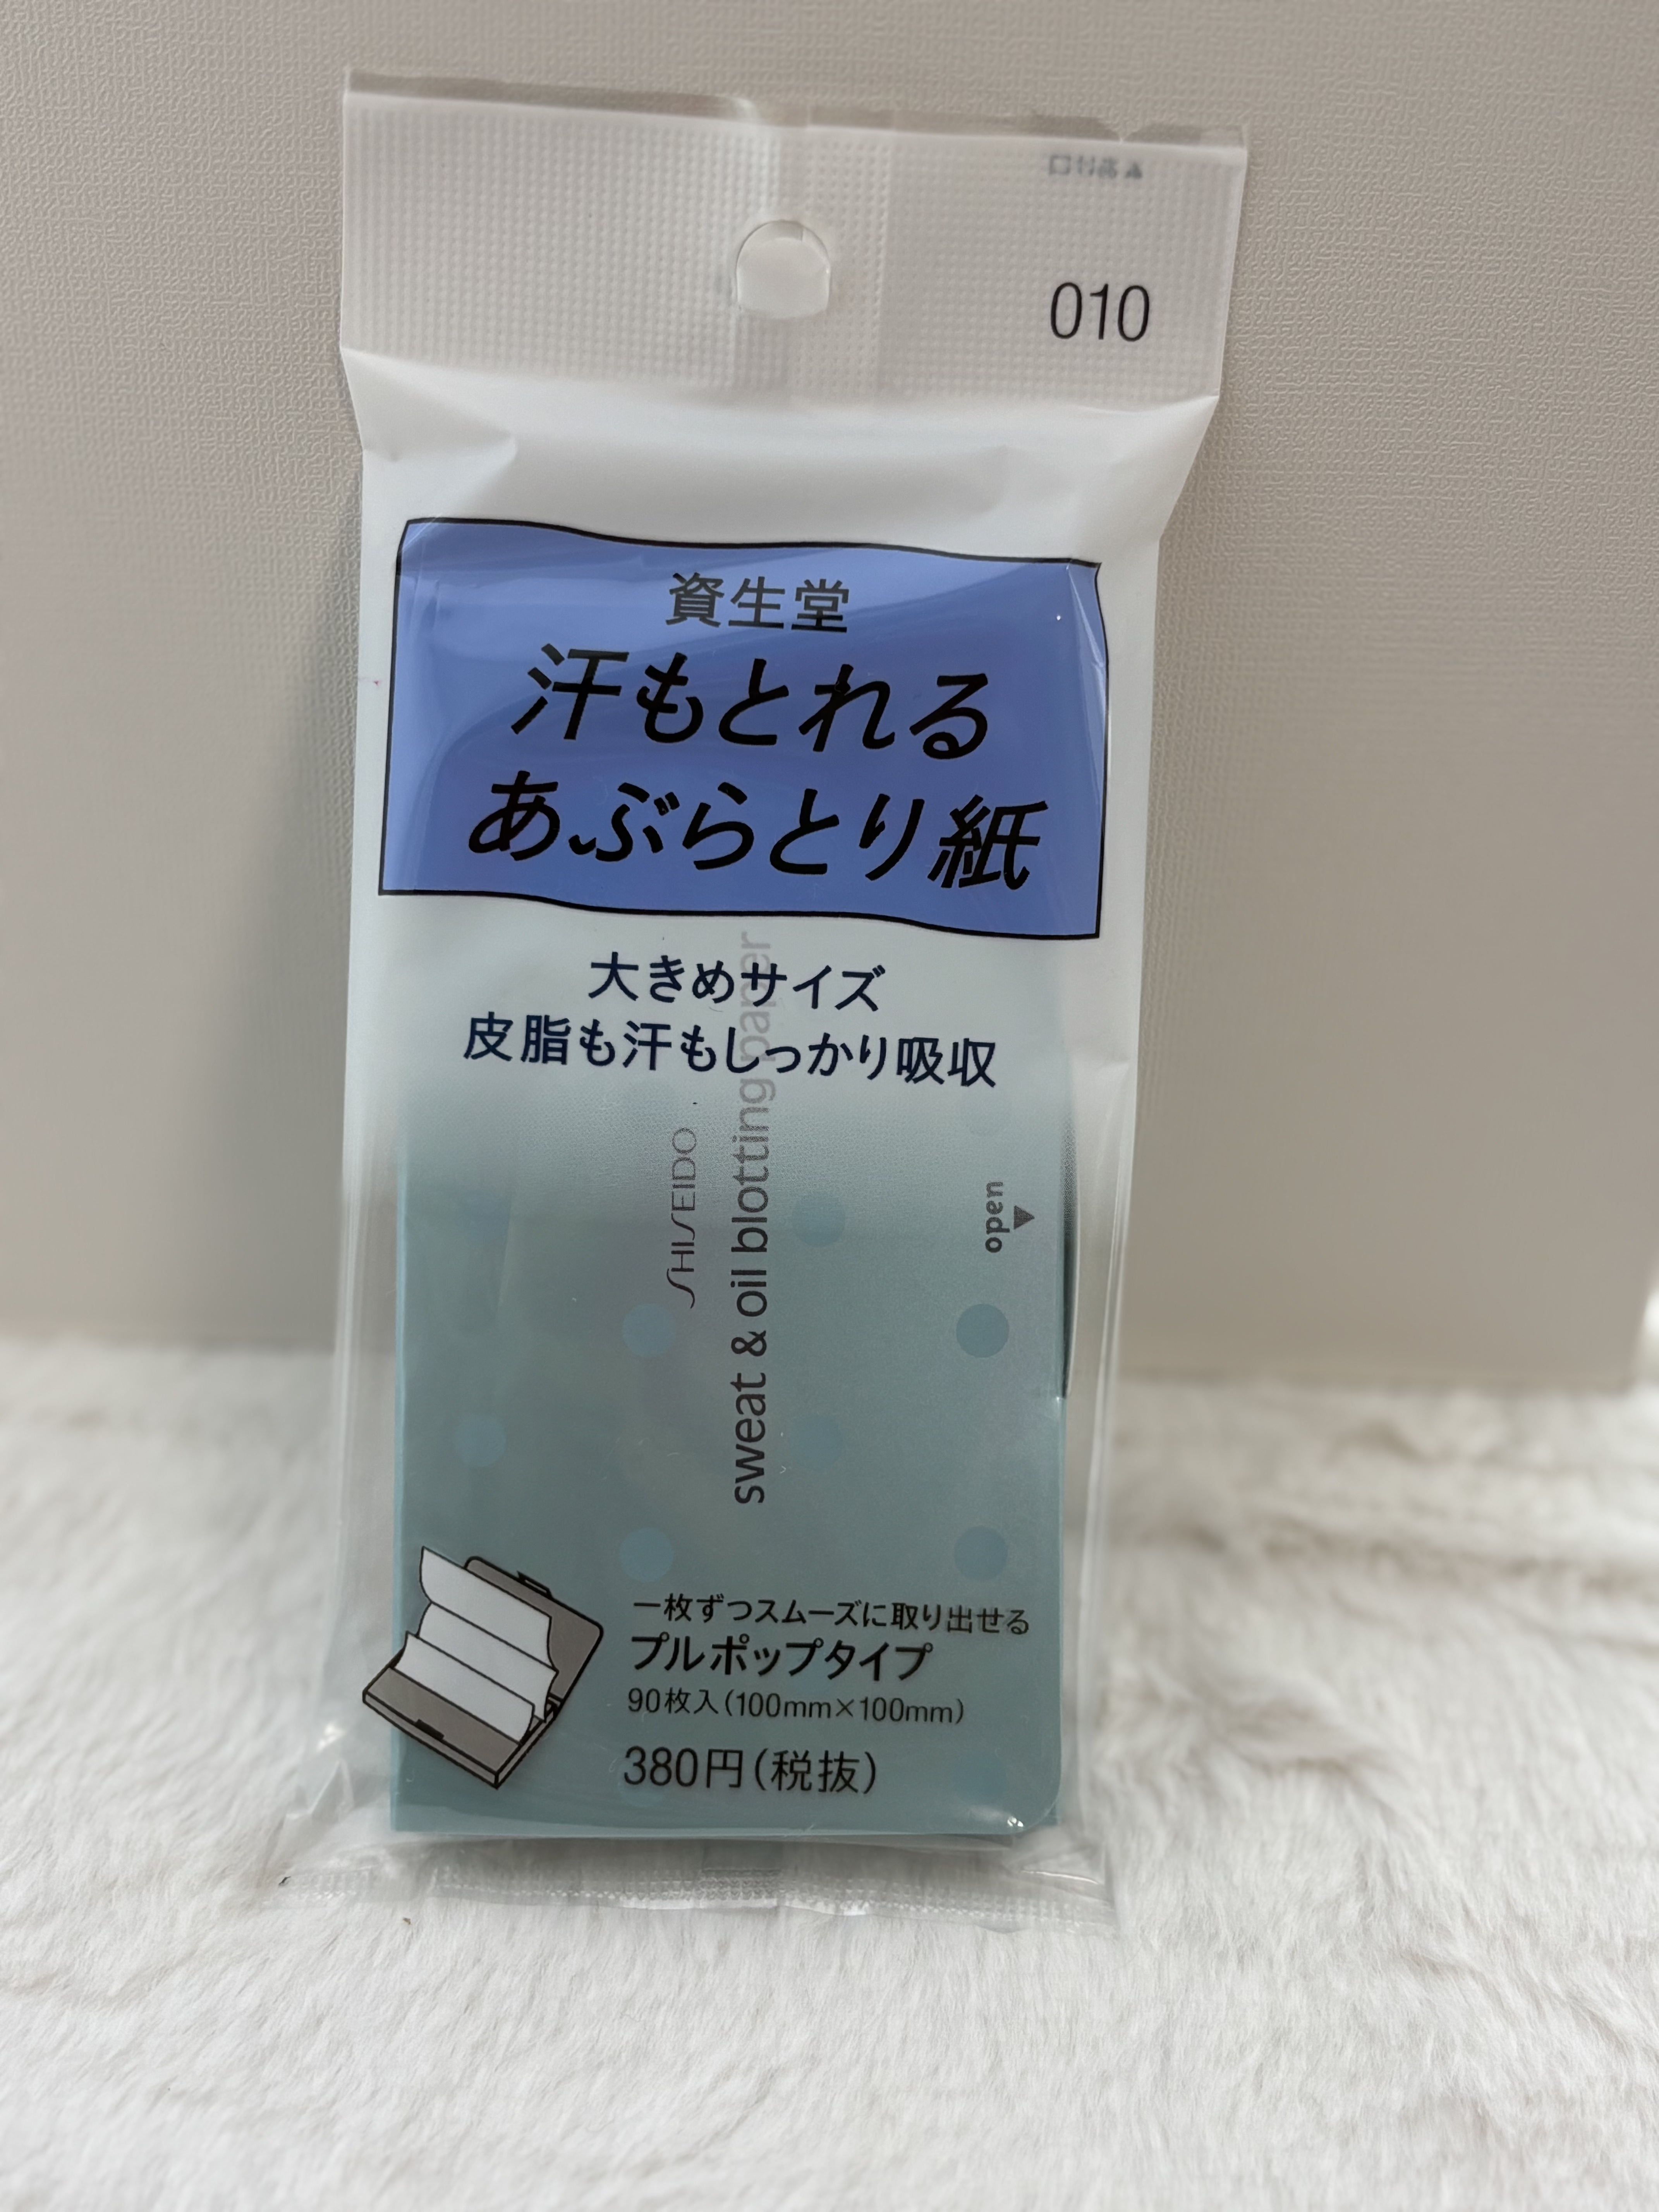 あけ口
010
資生堂
汗もとれる
あぶらとり紙
大きめサイズ
皮脂も汗もしっかり吸収
SHISEIDO
sweat & oil blotting paper
open
一枚ずつスムーズに取り出せる
プルポップタイプ
90枚入(100mm×100mm)
380円(税抜)